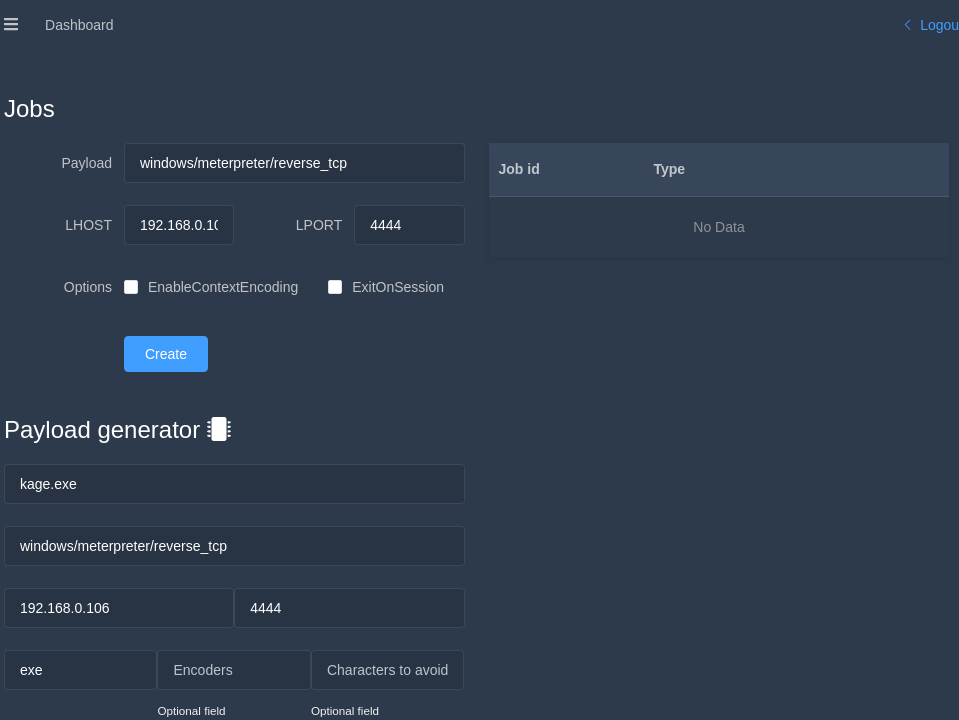 Dashboard
Logou
Jobs
Payload windows/meterpreter/reverse_tcp
LHOST 192.168.0.10 LPORT 4444
Options EnableContextEncoding ExitOnSession
Create
Job id Type
No Data
Payload generator
kage.exe
windows/meterpreter/reverse_tcp
192.168.0.106 4444
exe Encoders Characters to avoid
Optional field Optional field